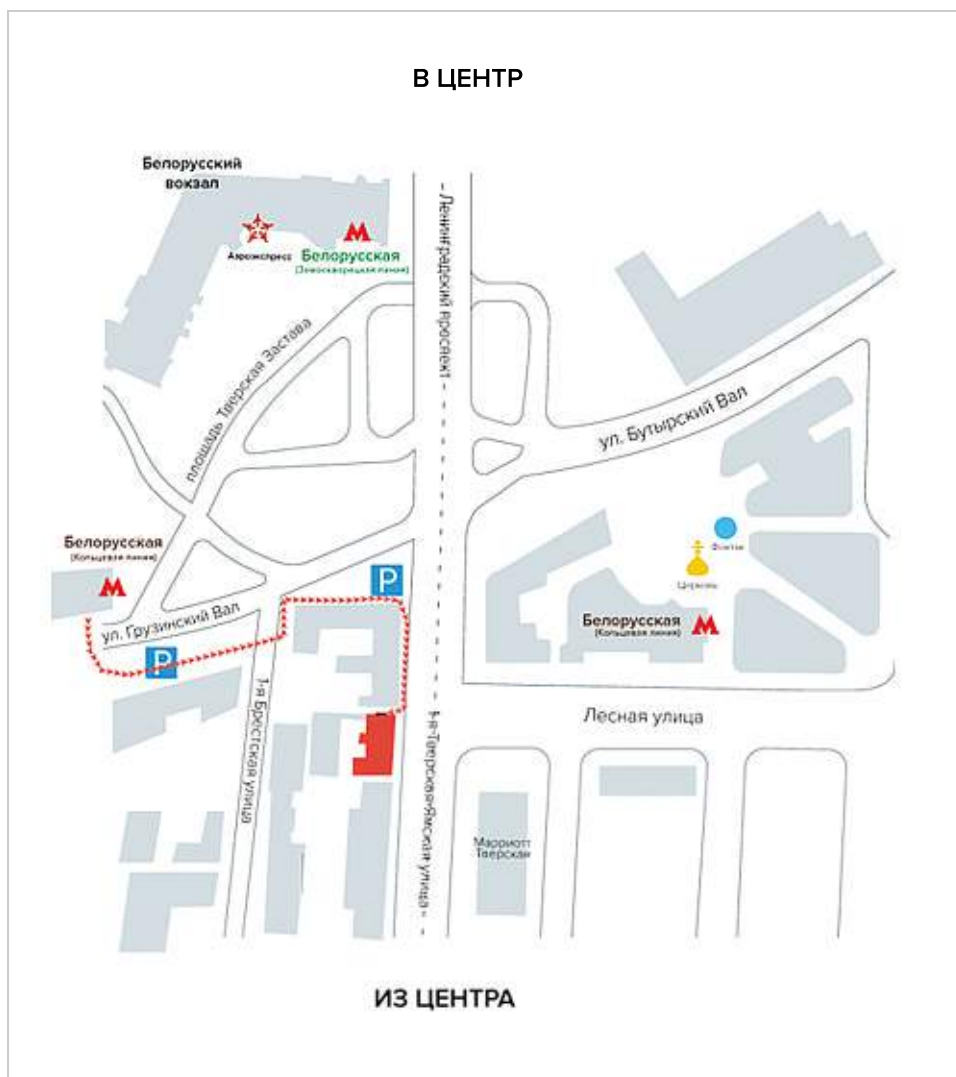 В ЦЕНТР
Белорусский
вокзал
Аэроэкспресс
М
Белорусская
(Замоскворецкая линия)
- Ленинградский проспект -
площадь Тверская Застава
ул. Бутырский Вал
Белорусская
(Кольцевая линия)
М
Фонтан
Церковь
P
ул. Грузинский Вал
P
Белорусская
(Кольцевая линия)
М
1-я Брестская улица
Лесная улица
1-я Тверская-Ямская улица
Марриотт
Тверская
ИЗ ЦЕНТРА